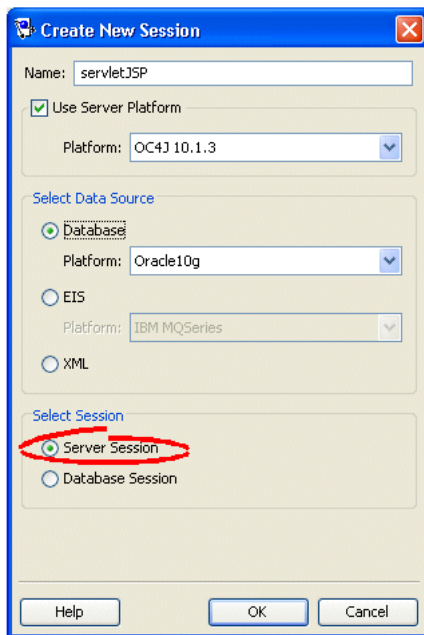 Create New Session
Name: servletJSP
Use Server Platform
Platform: OC4J 10.1.3
Select Data Source
Database
Platform: Oracle10g
EIS
Platform: IBM MQSeries
XML
Select Session
Server Session
Database Session
Help OK Cancel